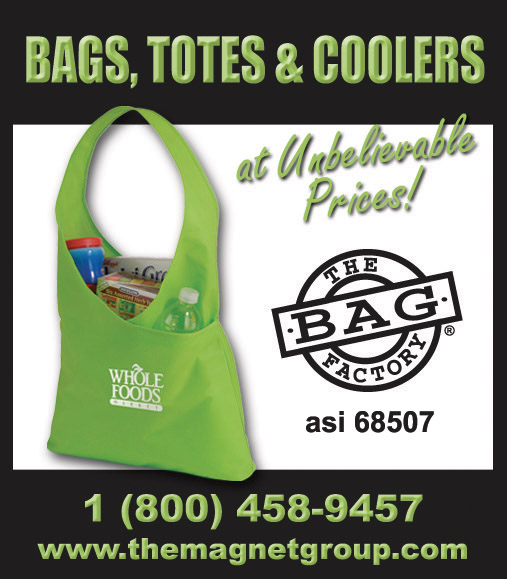 BAGS, TOTES & COOLERS
at Unbelievable
Prices!
THE
BAG
FACTORY®
WHOLE
FOODS
MARKET
asi 68507
1 (800) 458-9457
www.themagnetgroup.com